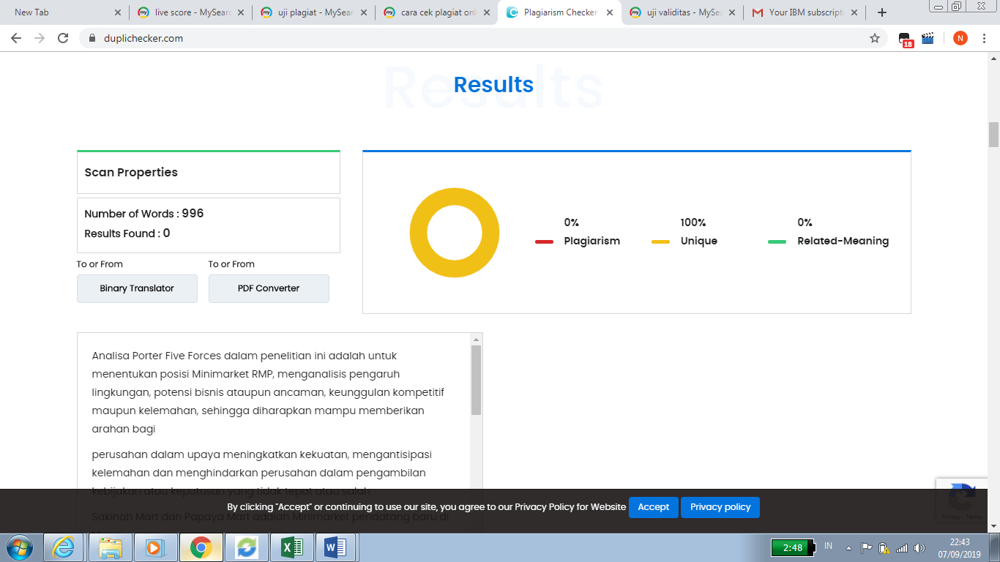 New Tab
live score - MySearc
uji plagiat - MySear
cara cek plagiat onl
Plagiarism Checker
uji validitas - MySea
Your IBM subscripti
duplichecker.com
18
N
Results
Results
Scan Properties
Number of Words : 996
Results Found : 0
To or From
To or From
Binary Translator
PDF Converter
0%
100%
0%
Plagiarism
Unique
Related-Meaning
Analisa Porter Five Forces dalam penelitian ini adalah untuk
menentukan posisi Minimarket RMP, menganalisis pengaruh
lingkungan, potensi bisnis ataupun ancaman, keunggulan kompetitif
maupun kelemahan, sehingga diharapkan mampu memberikan
arahan bagi
perusahan dalam upaya meningkatkan kekuatan, mengantisipasi
kelemahan dan menghindarkan perusahan dalam pengambilan
kebijakan atau keputusan yang tidak tepat atau salah.
By clicking "Accept" or continuing to use our site, you agree to our Privacy Policy for Website
Accept
Privacy policy
Sakinah Mart dan Papaya Mart adalah Minimarket pendatang baru di
Privacy - Terms
2:48
IN
22:43
07/09/2019